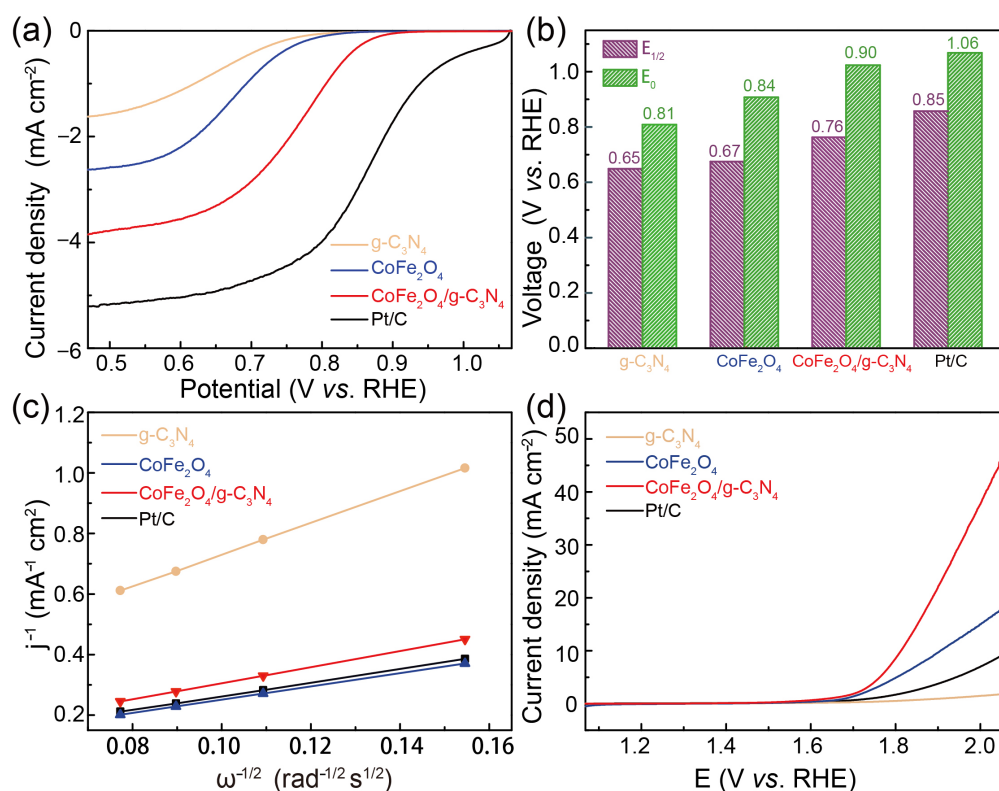 (a)
Current density (mA cm⁻²)
0
−2
−4
−6
g-C₃N₄
CoFe₂O₄
CoFe₂O₄/g-C₃N₄
Pt/C
0.5 0.6 0.7 0.8 0.9 1.0
Potential (V vs. RHE)
(b)
Voltage (V vs. RHE)
1.0
0.8
0.6
0.4
0.2
0.0
E₁/₂
E₀
0.65 0.81 0.67 0.84 0.76 0.90 0.85 1.06
g-C₃N₄ CoFe₂O₄ CoFe₂O₄/g-C₃N₄ Pt/C
(c)
j⁻¹ (mA⁻¹ cm²)
1.2
1.0
0.8
0.6
0.4
0.2
g-C₃N₄
CoFe₂O₄
CoFe₂O₄/g-C₃N₄
Pt/C
0.08 0.10 0.12 0.14 0.16
ω⁻¹/² (rad⁻¹/² s¹/²)
(d)
Current density (mA cm⁻²)
50
40
30
20
10
0
g-C₃N₄
CoFe₂O₄
CoFe₂O₄/g-C₃N₄
Pt/C
1.2 1.4 1.6 1.8 2.0
E (V vs. RHE)